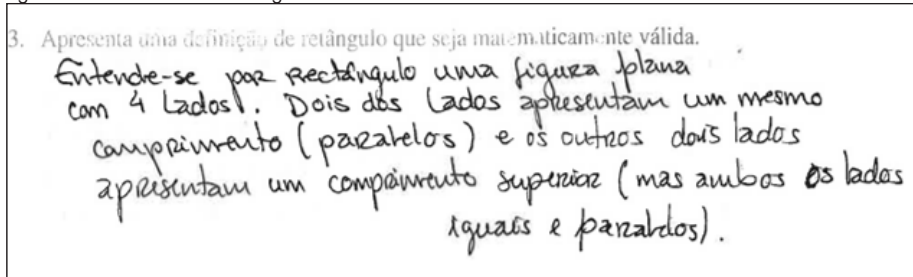 3. Apresenta uma definição de retângulo que seja matematicamente válida.
Entende-se por Rectângulo uma figura plana
com 4 Lados. Dois dos Lados apresentam um mesmo
comprimento (paralelos) e os outros dois lados
apresentam um comprimento superior (mas ambos os lados
iguais e paralelos).